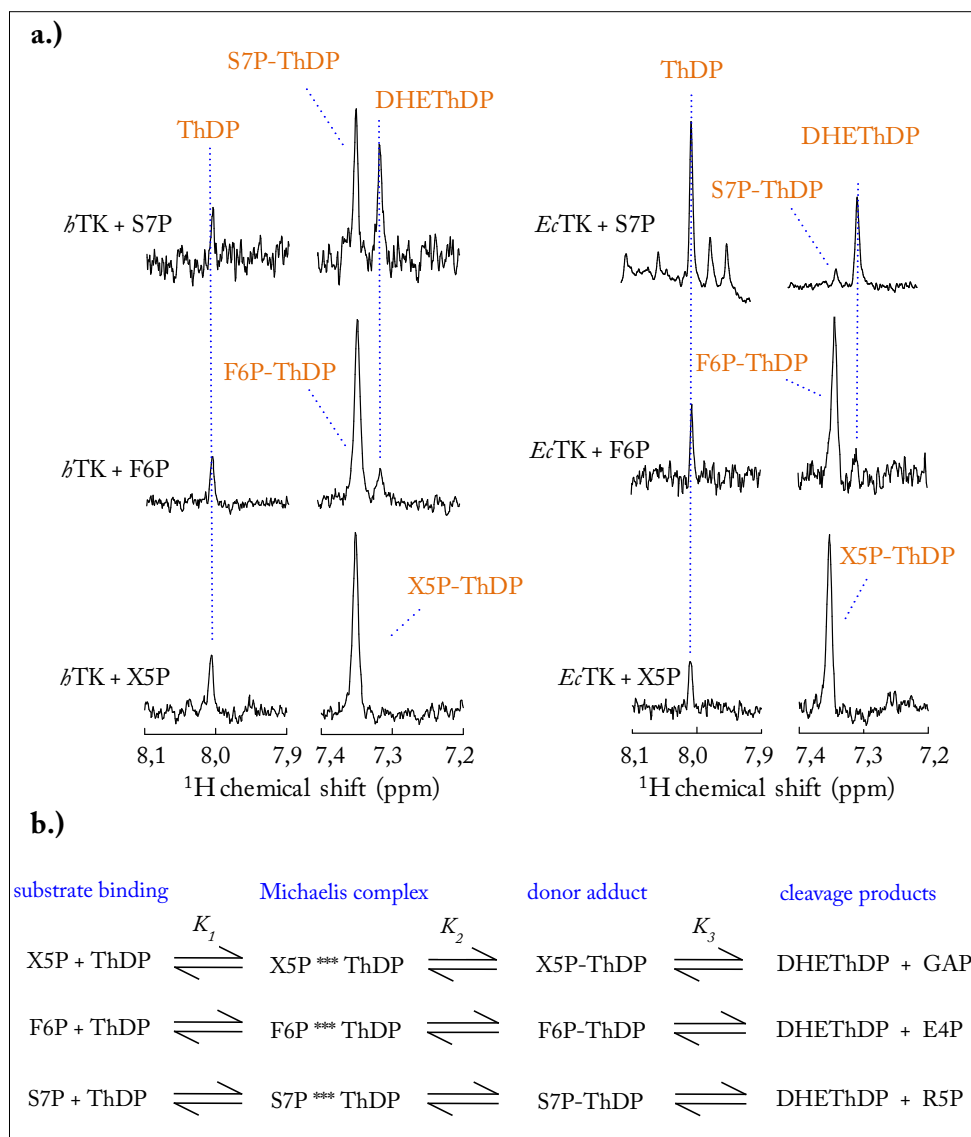 a.)
S7P-ThDP
ThDP
DHEThDP
hTK + S7P
F6P-ThDP
hTK + F6P
X5P-ThDP
hTK + X5P
8,1 8,0 7,9 7,4 7,3 7,2
¹H chemical shift (ppm)
ThDP
DHEThDP
S7P-ThDP
EcTK + S7P
F6P-ThDP
EcTK + F6P
X5P-ThDP
EcTK + X5P
8,1 8,0 7,9 7,4 7,3 7,2
¹H chemical shift (ppm)
b.)
substrate binding Michaelis complex donor adduct cleavage products
K₁ K₂ K₃
X5P + ThDP X5P *** ThDP X5P-ThDP DHEThDP + GAP
F6P + ThDP F6P *** ThDP F6P-ThDP DHEThDP + E4P
S7P + ThDP S7P *** ThDP S7P-ThDP DHEThDP + R5P